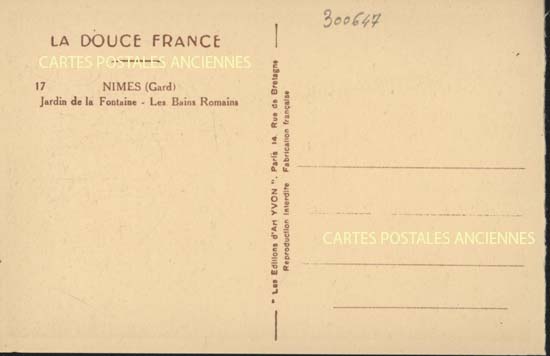 300647
LA DOUCE FRANCE
CARTES POSTALES ANCIENNES
17 NIMES (Gard)
Jardin de la Fontaine - Les Bains Romains
" Les Editions d'Art YVON ". Paris 14, Rue de Bretagne
Reproduction Interdite Fabrication française
CARTES POSTALES ANCIENNES